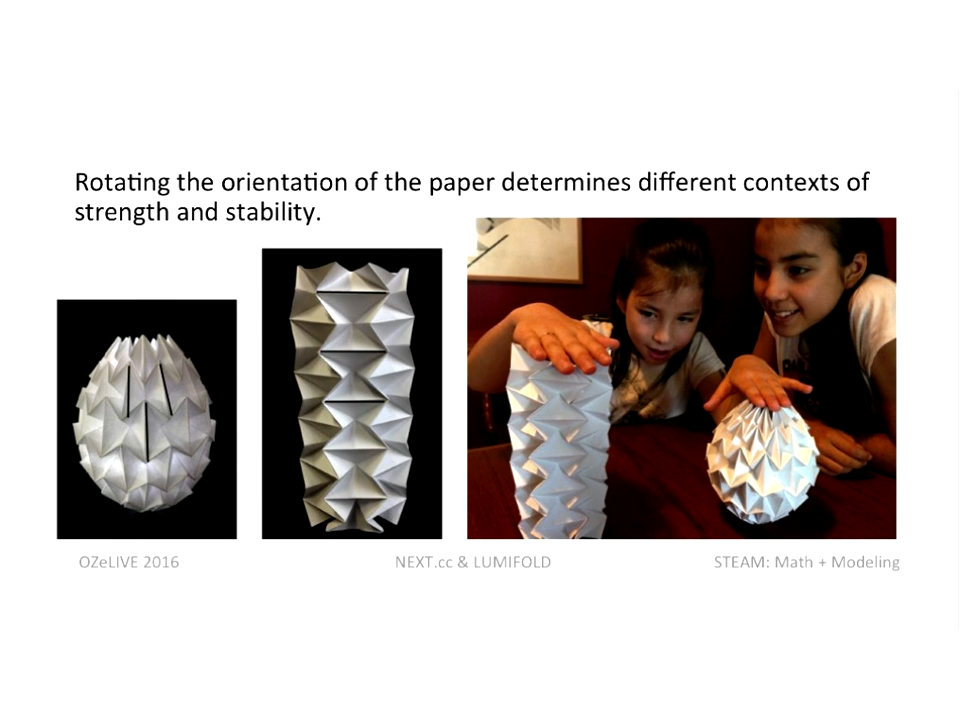 Rotating the orientation of the paper determines different contexts of
strength and stability.
OZeLIVE 2016
NEXT.cc & LUMIFOLD
STEAM: Math + Modeling